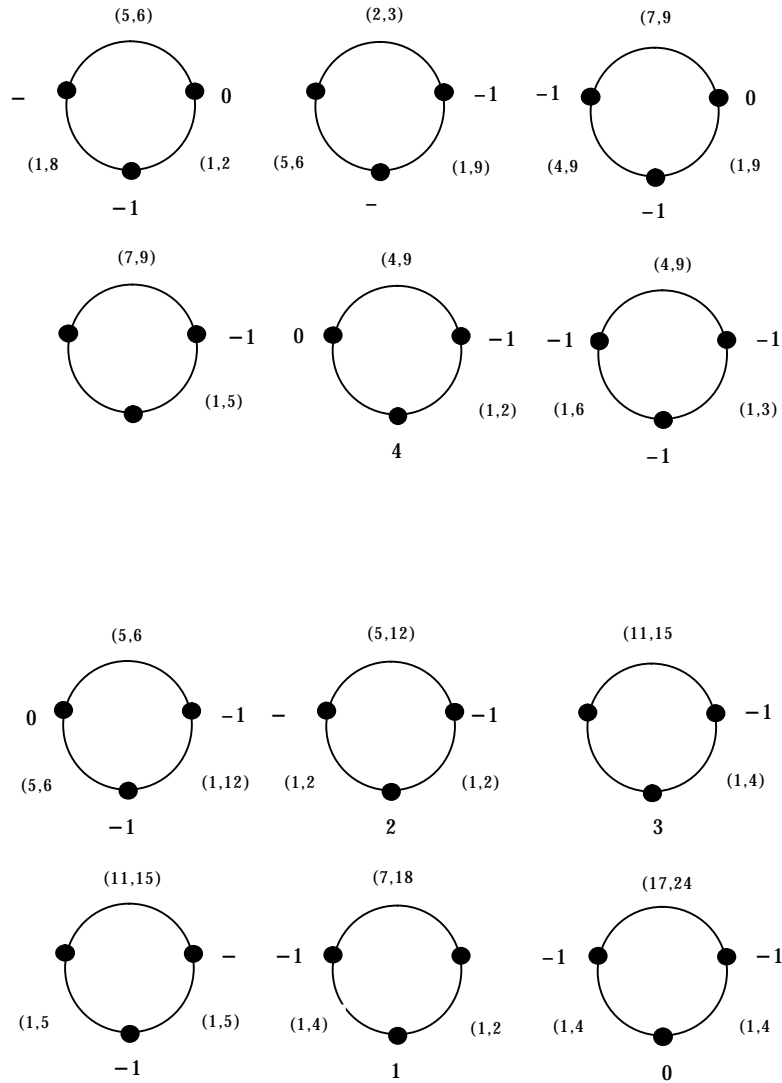 (5,6) (2,3) (7,9
− 0 −1 −1 0
(1,8 (1,2 (5,6 (1,9) (4,9 (1,9
−1 − −1
(7,9) (4,9 (4,9)
−1 0 −1 −1 −1
(1,5) (1,2) (1,6 (1,3)
4 −1
(5,6 (5,12) (11,15
0 −1 − −1 −1
(5,6 (1,12) (1,2 (1,2) (1,4)
−1 2 3
(11,15) (7,18 (17,24
− −1 −1 −1
(1,5 (1,5) (1,4) (1,2 (1,4 (1,4
−1 1 0